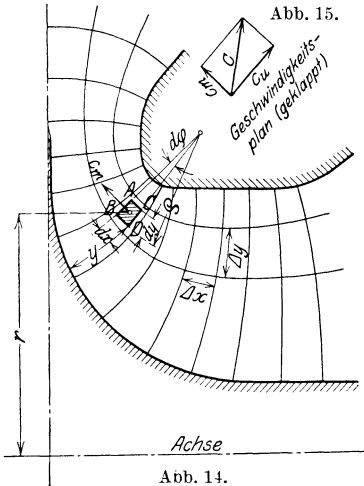 Abb. 15.
c
cm
cu
Geschwindigkeits-
plan (geklappt)
dφ
cm
A
B
C
D
ϱ
dx
dy
y
Δx
Δy
r
Achse
Abb. 14.